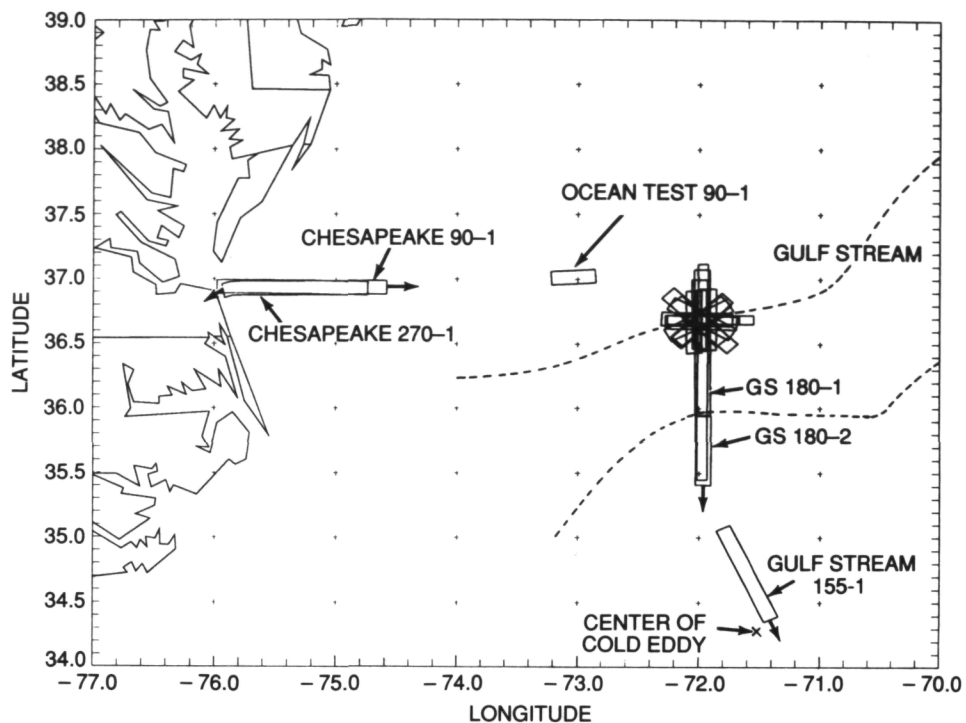 39.0
38.5
38.0
37.5
37.0
36.5
36.0
35.5
35.0
34.5
34.0
LATITUDE
OCEAN TEST 90–1
CHESAPEAKE 90–1
GULF STREAM
CHESAPEAKE 270–1
GS 180–1
GS 180–2
GULF STREAM
155-1
CENTER OF
COLD EDDY
–77.0
–76.0
–75.0
–74.0
–73.0
–72.0
–71.0
–70.0
LONGITUDE